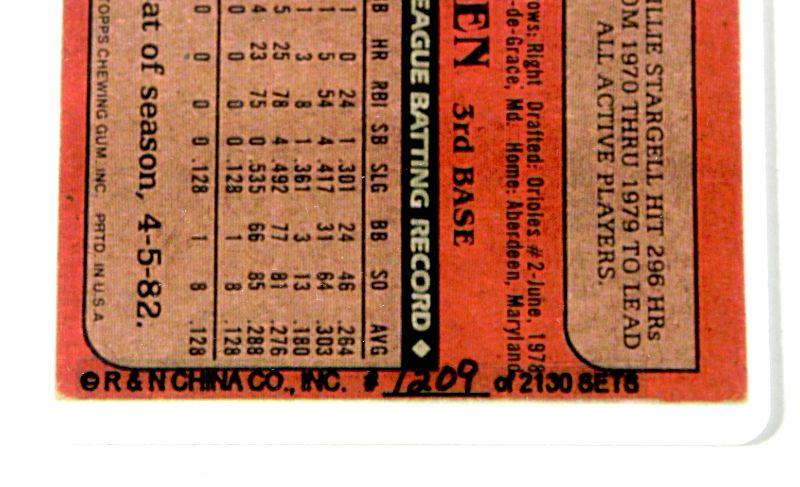 ILLIE STARGELL HIT 296 HRs
OM 1970 THRU 1979 TO LEAD
ALL ACTIVE PLAYERS.
ows: Right Drafted: Orioles #2-June, 1978
-de-Grace, Md. Home: Aberdeen, Maryland
EN 3rd BASE
EAGUE BATTING RECORD ◆
B HR RBI SB SLG BB SO AVG
1 0 24 1 .301 24 46 .264
1 5 54 4 .417 31 64 .303
1 3 8 1 .361 3 13 .180
5 25 78 4 .492 77 81 .276
4 23 75 0 .535 66 85 .288
0 0 0 0 .128 1 8 .128
0 0 0 0 .128 1 8 .128
at of season, 4-5-82.
TOPPS CHEWING GUM, INC. PRTD. IN U.S.A.
© R & N CHINA CO., INC. # 1209 of 2130 SETS